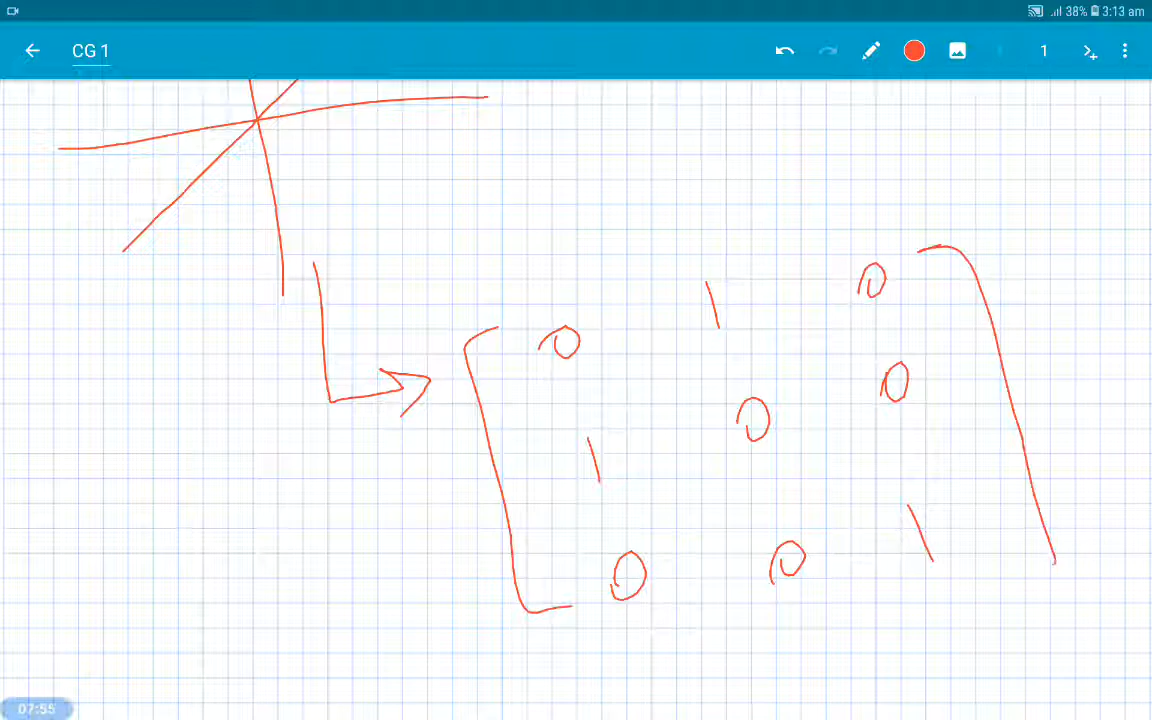 38% 3:13 am
CG 1
1
0 1 0
1 0 0
0 0 1
07:55